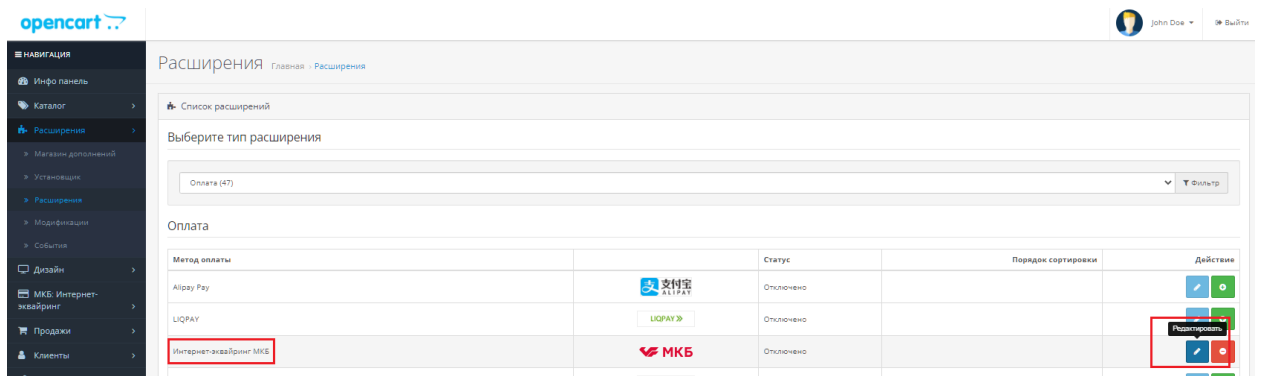 opencart
John Doe
Выйти
НАВИГАЦИЯ
Инфо панель
Каталог
Расширения
Магазин дополнений
Установщик
Расширения
Модификации
События
Дизайн
МКБ: Интернет-
эквайринг
Продажи
Клиенты
Расширения Главная › Расширения
Список расширений
Выберите тип расширения
Оплата (47)
Фильтр
Оплата
Метод оплаты Статус Порядок сортировки Действие
Alipay Pay 支付宝 ALIPAY Отключено
LIQPAY LIQPAY Отключено
Редактировать
Интернет-эквайринг МКБ МКБ Отключено